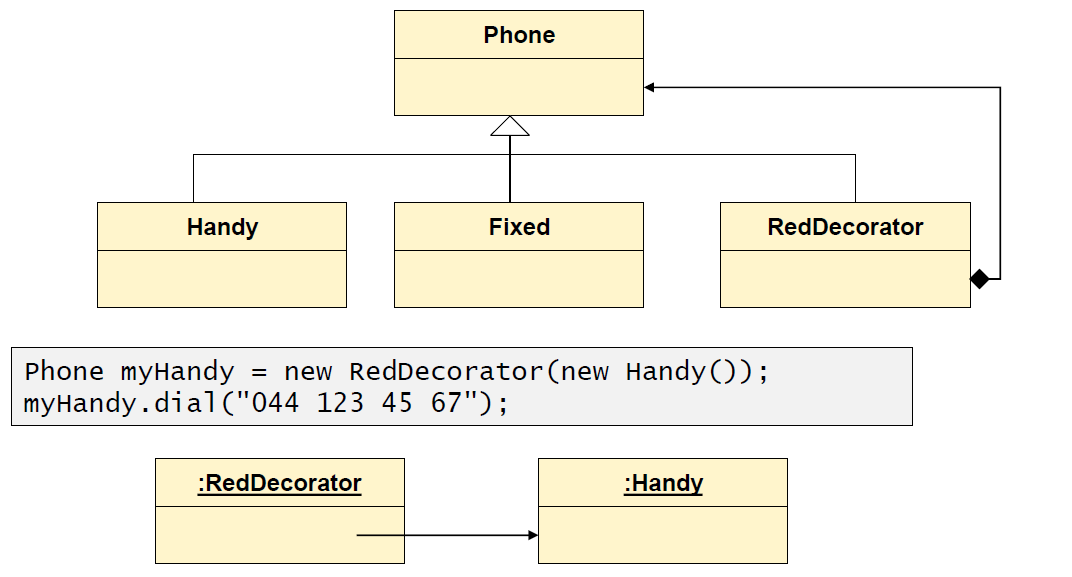 Phone
Handy
Fixed
RedDecorator
Phone myHandy = new RedDecorator(new Handy());
myHandy.dial("044 123 45 67");
:RedDecorator
:Handy